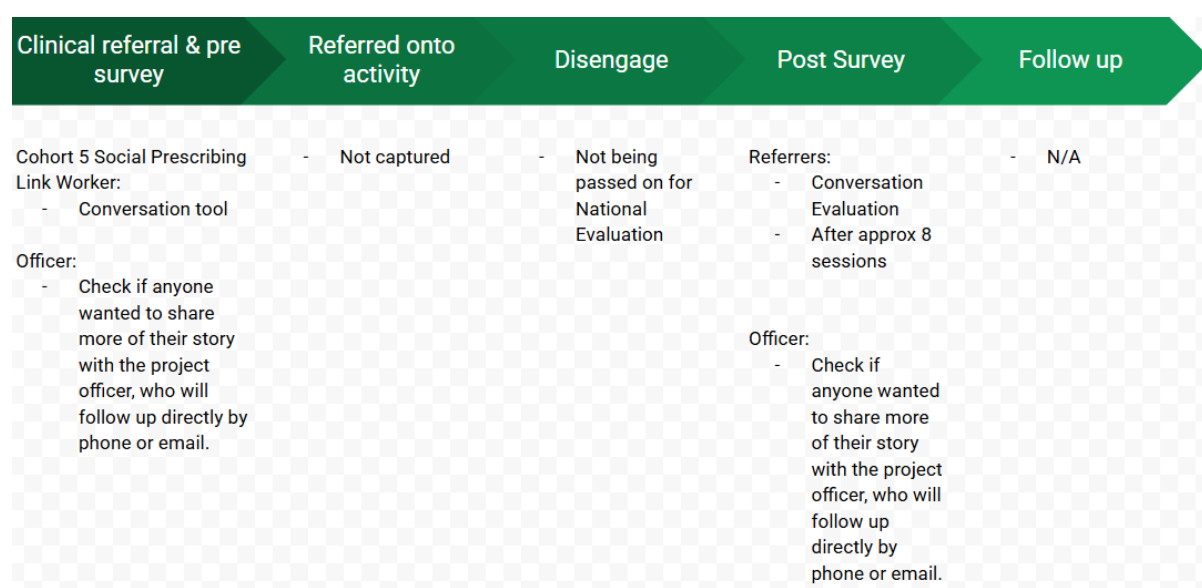 Clinical referral & pre
survey
Referred onto
activity
Disengage
Post Survey
Follow up
Cohort 5 Social Prescribing
Link Worker:
- Conversation tool
Officer:
- Check if anyone
wanted to share
more of their story
with the project
officer, who will
follow up directly by
phone or email.
- Not captured
- Not being
passed on for
National
Evaluation
Referrers:
- Conversation
Evaluation
- After approx 8
sessions
Officer:
- Check if
anyone wanted
to share more
of their story
with the project
officer, who will
follow up
directly by
phone or email.
- N/A